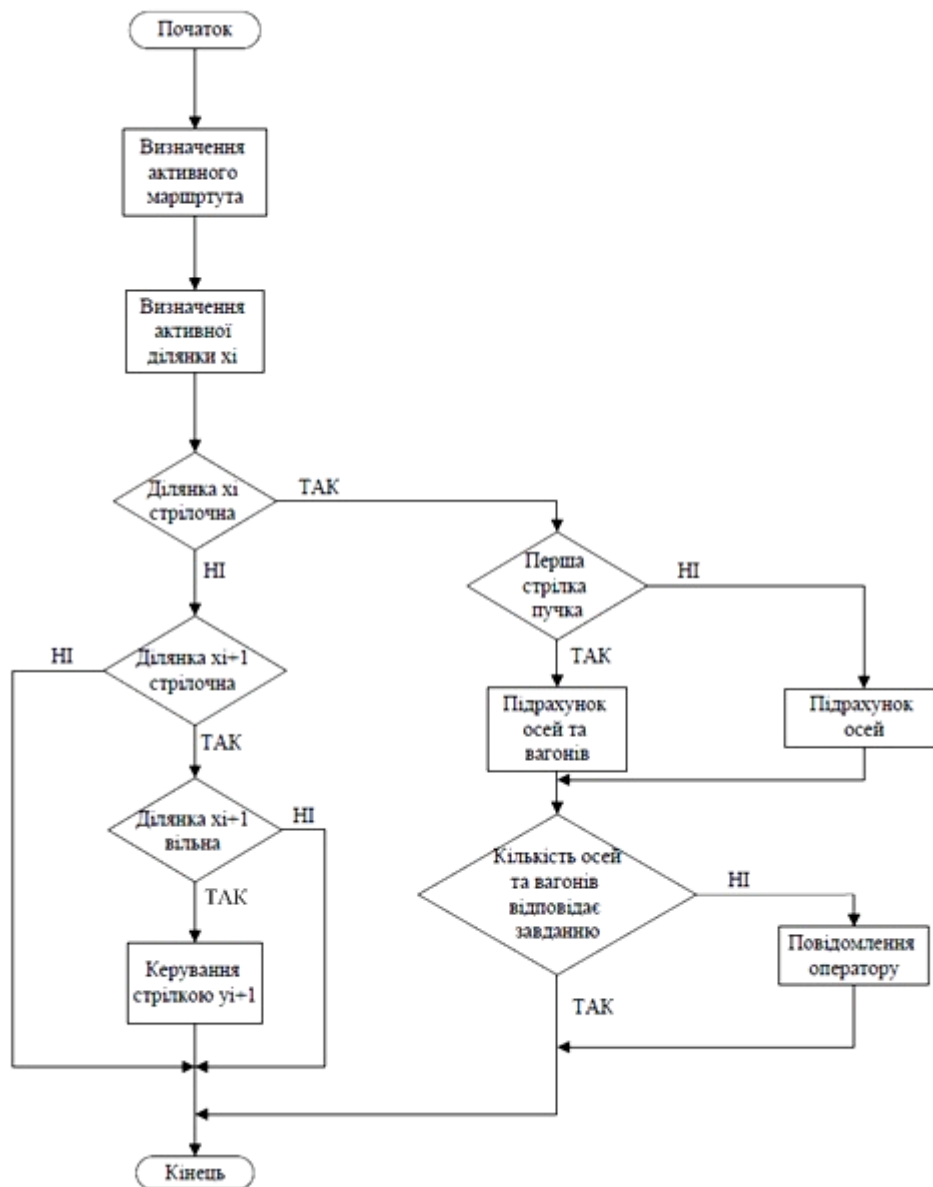 Початок
Визначення
активного
маршртута
Визначення
активної
ділянки xi
Ділянка xi
стрілочна
ТАК
НІ
Перша
стрілка
пучка
НІ
ТАК
Ділянка xi+1
стрілочна
НІ
ТАК
Підрахунок
осей та
вагонів
Підрахунок
осей
Ділянка xi+1
вільна
НІ
ТАК
Кількість осей
та вагонів
відповідає
завданню
НІ
ТАК
Повідомлення
оператору
Керування
стрілкою yi+1
Кінець